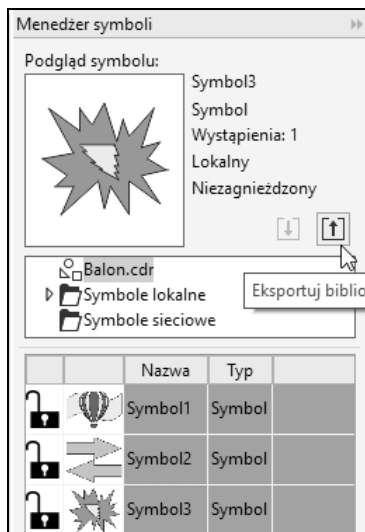 Menedżer symboli
Podgląd symbolu:
Symbol3
Symbol
Wystąpienia: 1
Lokalny
Niezagnieżdżony
Balon.cdr
Symbole lokalne
Eksportuj biblio
Symbole sieciowe
Nazwa Typ
Symbol1 Symbol
Symbol2 Symbol
Symbol3 Symbol